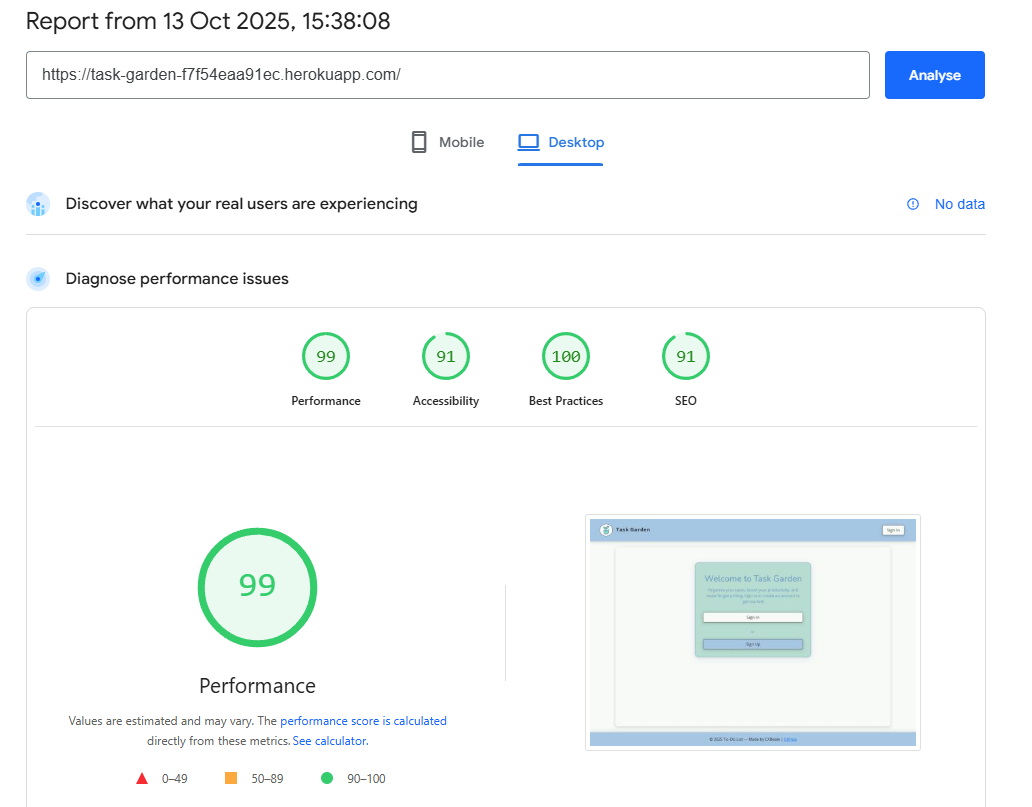 Report from 13 Oct 2025, 15:38:08
https://task-garden-f7f54eaa91ec.herokuapp.com/
Analyse
Mobile
Desktop
Discover what your real users are experiencing
No data
Diagnose performance issues
99
91
100
91
Performance
Accessibility
Best Practices
SEO
99
Performance
Values are estimated and may vary. The performance score is calculated
directly from these metrics. See calculator.
0–49
50–89
90–100
Task Garden
Sign In
Welcome to Task Garden
Sign In
or
Sign Up